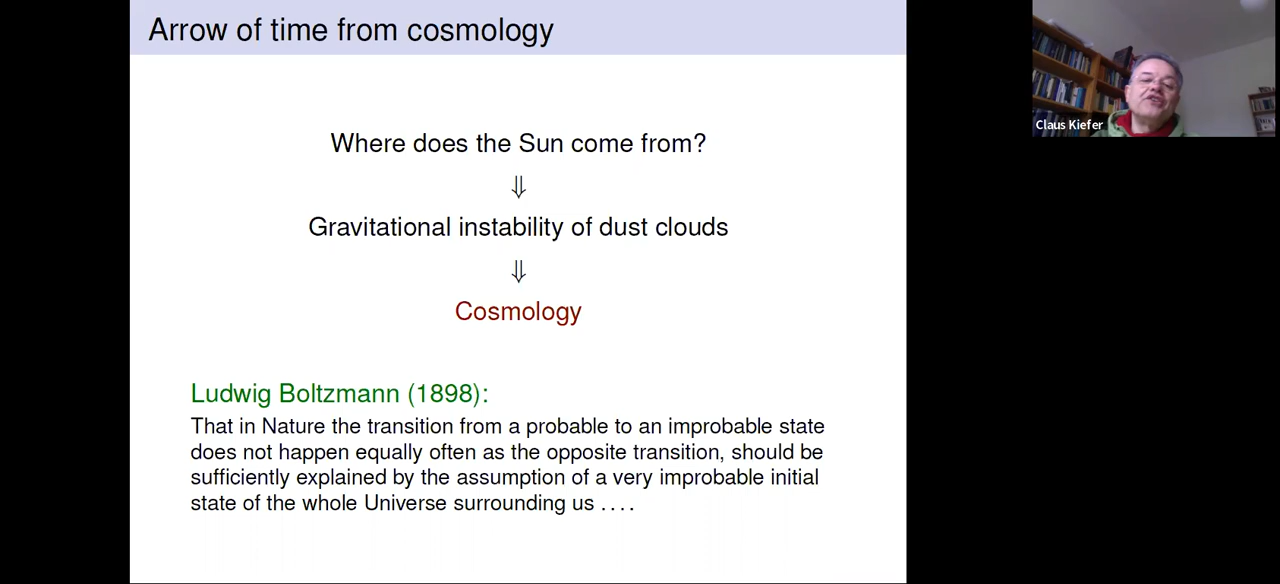 Arrow of time from cosmology
Where does the Sun come from?
⇓
Gravitational instability of dust clouds
⇓
Cosmology
Ludwig Boltzmann (1898):
That in Nature the transition from a probable to an improbable state
does not happen equally often as the opposite transition, should be
sufficiently explained by the assumption of a very improbable initial
state of the whole Universe surrounding us . . . .
Claus Kiefer